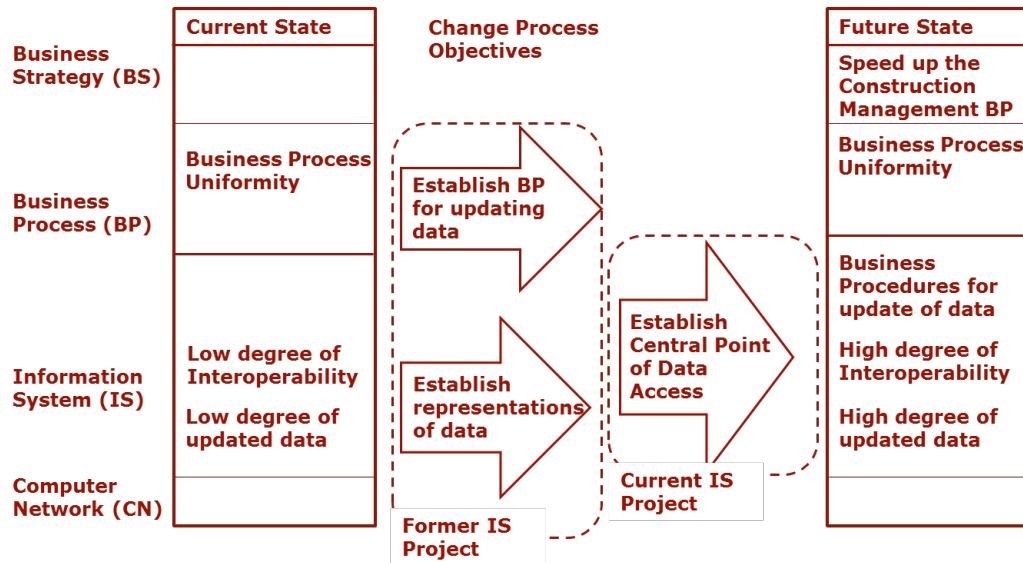 Current State
Change Process
Objectives
Future State
Business
Strategy (BS)
Speed up the
Construction
Management BP
Business Process
Uniformity
Establish BP
for updating
data
Business Process
Uniformity
Business
Process (BP)
Business
Procedures for
update of data
Establish
Central Point
of Data
Access
Low degree of
Interoperability
High degree of
Interoperability
Information
System (IS)
Establish
representations
of data
Low degree of
updated data
High degree of
updated data
Computer
Network (CN)
Current IS
Project
Former IS
Project